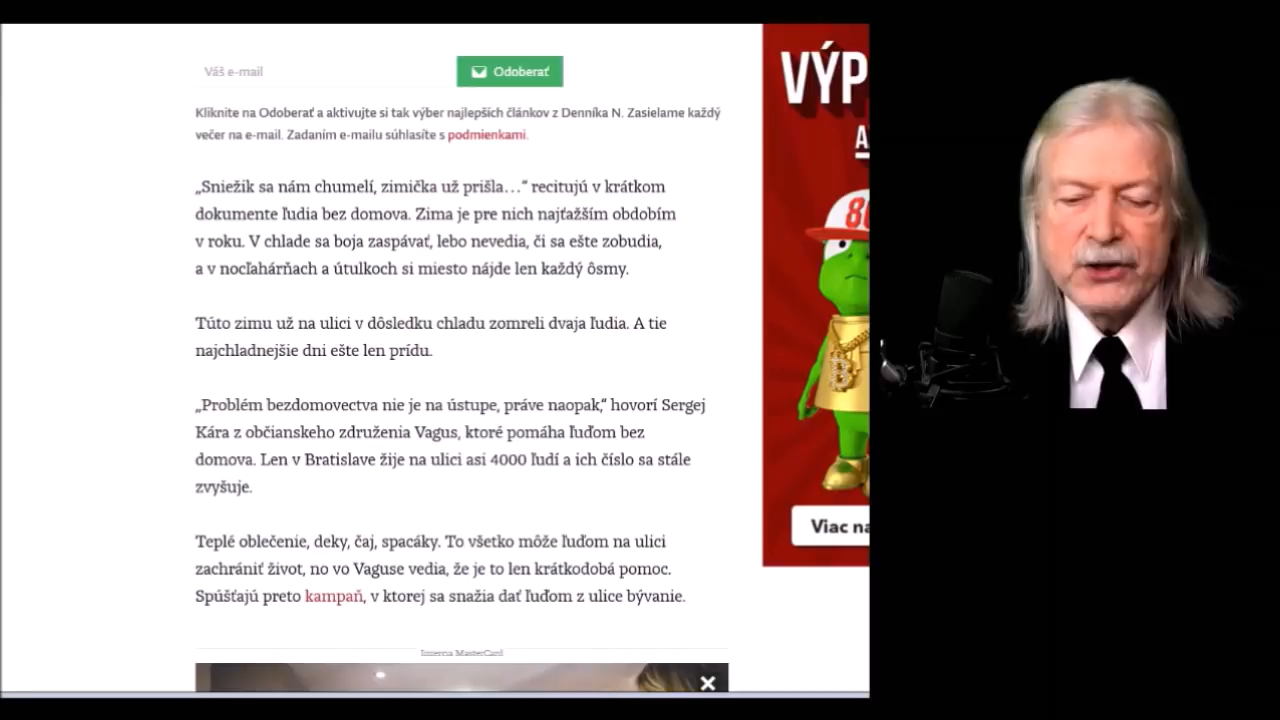 Váš e-mail
Odoberať
Kliknite na Odoberať a aktivujte si tak výber najlepších článkov z Denníka N. Zasielame každý
večer na e-mail. Zadaním e-mailu súhlasíte s podmienkami.
„Sniežik sa nám chumelí, zimička už prišla…“ recitujú v krátkom
dokumente ľudia bez domova. Zima je pre nich najťažším obdobím
v roku. V chlade sa boja zaspávať, lebo nevedia, či sa ešte zobudia,
a v nocľahárňach a útulkoch si miesto nájde len každý ôsmy.
Túto zimu už na ulici v dôsledku chladu zomreli dvaja ľudia. A tie
najchladnejšie dni ešte len prídu.
„Problém bezdomovectva nie je na ústupe, práve naopak,“ hovorí Sergej
Kára z občianskeho združenia Vagus, ktoré pomáha ľuďom bez
domova. Len v Bratislave žije na ulici asi 4000 ľudí a ich číslo sa stále
zvyšuje.
Teplé oblečenie, deky, čaj, spacáky. To všetko môže ľuďom na ulici
zachrániť život, no vo Vaguse vedia, že je to len krátkodobá pomoc.
Spúšťajú preto kampaň, v ktorej sa snažia dať ľuďom z ulice bývanie.
Inzercia MasterCard
VÝP
A
80
Viac na